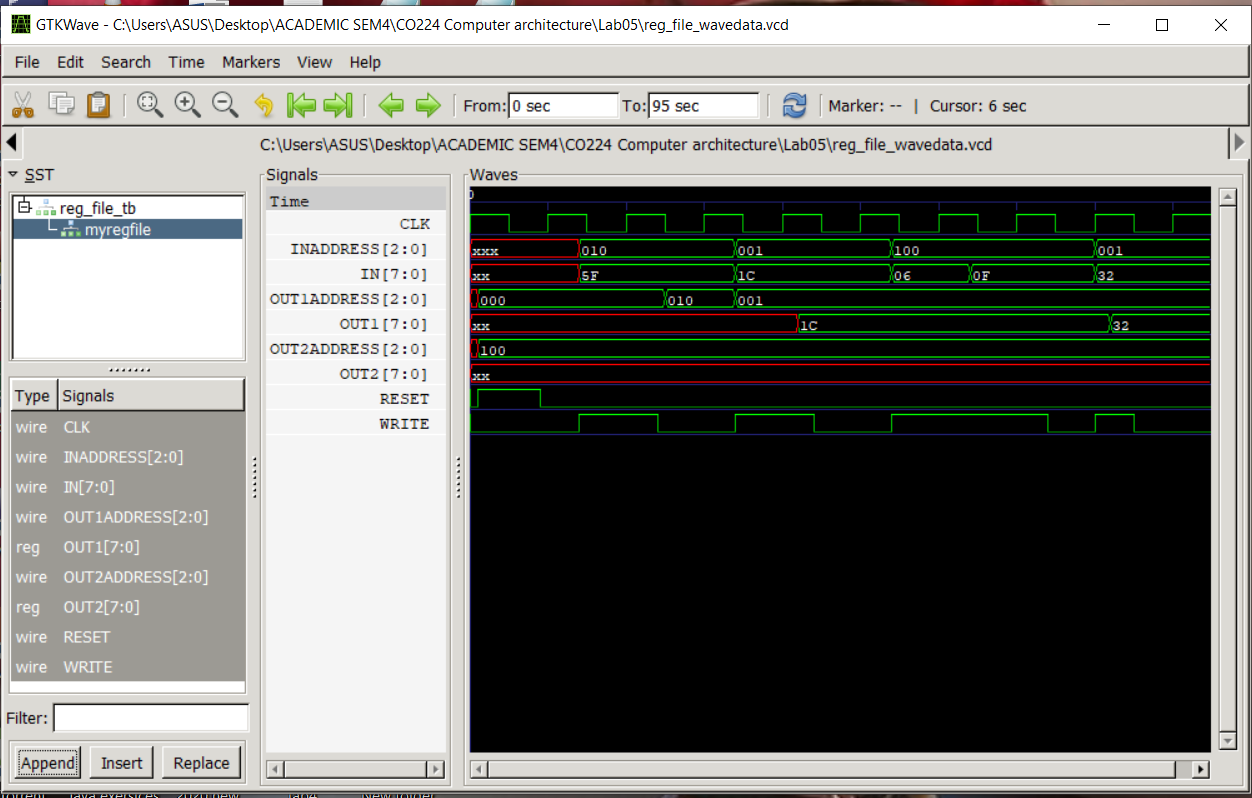 GTKWave - C:\Users\ASUS\Desktop\ACADEMIC SEM4\CO224 Computer architecture\Lab05\reg_file_wavedata.vcd
File Edit Search Time Markers View Help
From: 0 sec To: 95 sec Marker: -- | Cursor: 6 sec
C:\Users\ASUS\Desktop\ACADEMIC SEM4\CO224 Computer architecture\Lab05\reg_file_wavedata.vcd
SST
reg_file_tb
myregfile
Type Signals
wire CLK
wire INADDRESS[2:0]
wire IN[7:0]
wire OUT1ADDRESS[2:0]
reg OUT1[7:0]
wire OUT2ADDRESS[2:0]
reg OUT2[7:0]
wire RESET
wire WRITE
Filter:
Append Insert Replace
Signals
Time
CLK
INADDRESS[2:0]
IN[7:0]
OUT1ADDRESS[2:0]
OUT1[7:0]
OUT2ADDRESS[2:0]
OUT2[7:0]
RESET
WRITE
Waves
0
xxx 010 001 100 001
xx 5F 1C 06 0F 32
000 010 001
xx 1C 32
100
xx